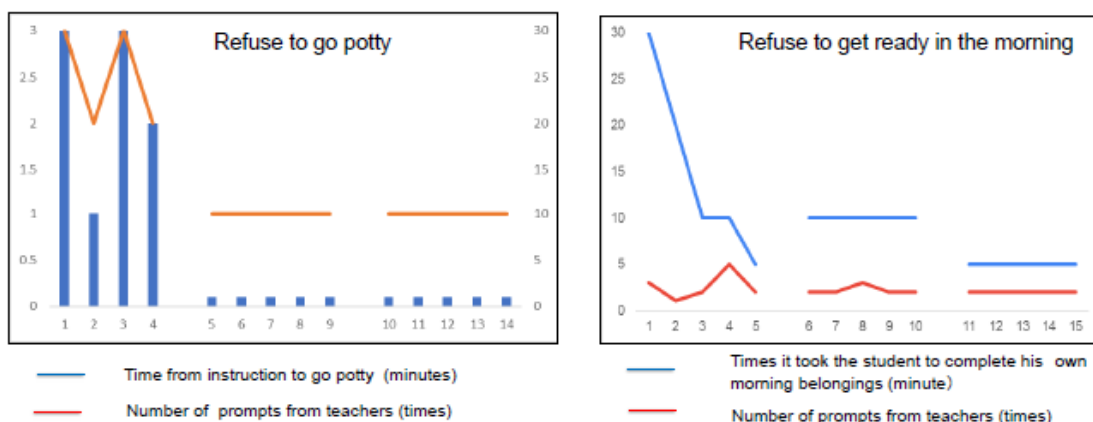 Refuse to go potty
3
2.5
2
1.5
1
0.5
0
30
25
20
15
10
5
0
1 2 3 4 5 6 7 8 9 10 11 12 13 14
Time from instruction to go potty (minutes)
Number of prompts from teachers (times)
Refuse to get ready in the morning
30
25
20
15
10
5
0
1 2 3 4 5 6 7 8 9 10 11 12 13 14 15
Times it took the student to complete his own
morning belongings (minute)
Number of prompts from teachers (times)